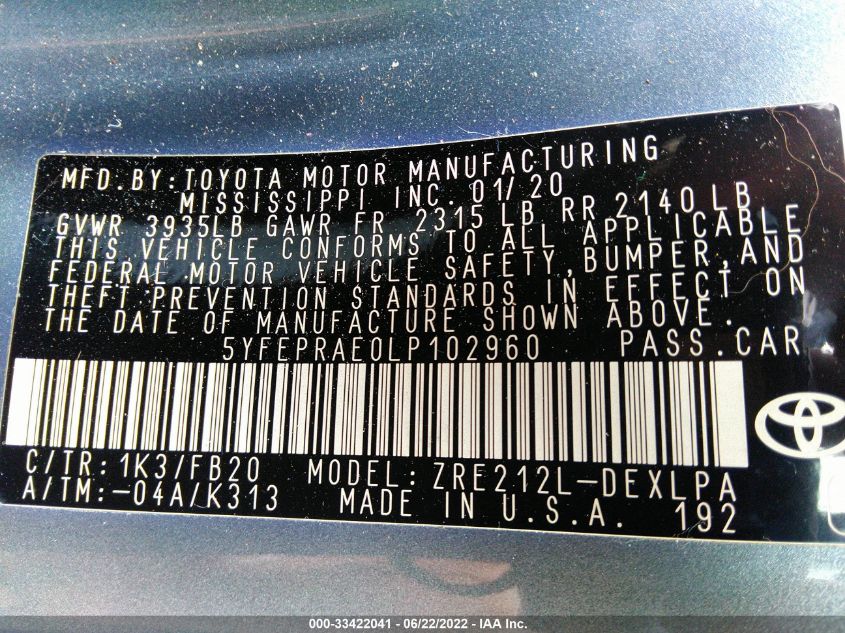 MFD.BY:TOYOTA MOTOR MANUFACTURING
MISSISSIPPI INC. 01/20
GVWR 3935LB GAWR FR 2315 LB RR 2140 LB
THIS VEHICLE CONFORMS TO ALL APPLICABLE
FEDERAL MOTOR VEHICLE SAFETY,BUMPER,AND
THEFT PREVENTION STANDARDS IN EFFECT ON
THE DATE OF MANUFACTURE SHOWN ABOVE.
5YFEPRAE0LP102960 PASS.CAR
C/TR:1K3/FB20 MODEL:ZRE212L-DEXLPA
A/TM:-04A/K313 MADE IN U.S.A. 192
000-33422041 - 06/22/2022 - IAA Inc.